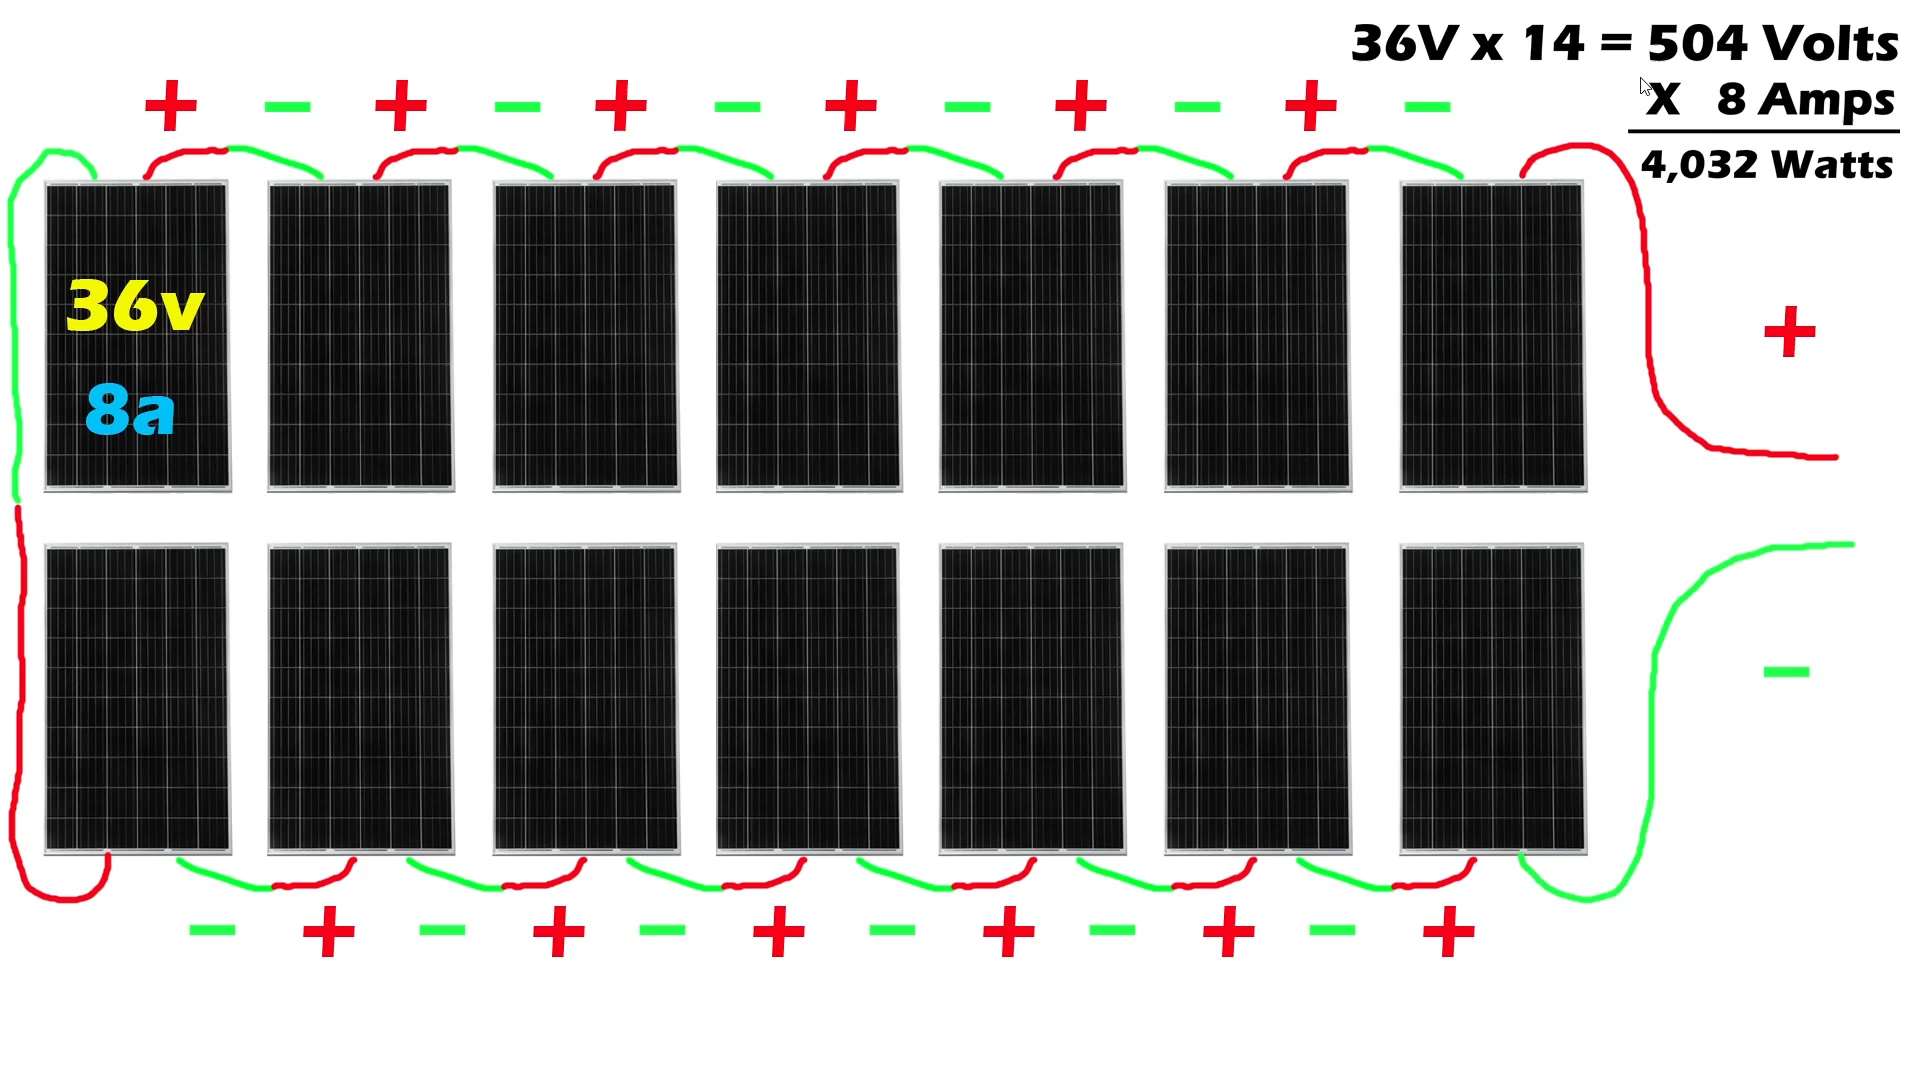 36V x 14 = 504 Volts
X 8 Amps
4,032 Watts
+ − + − + − + − + − + −
36v
8a
+
−
− + − + − + − + − + − +